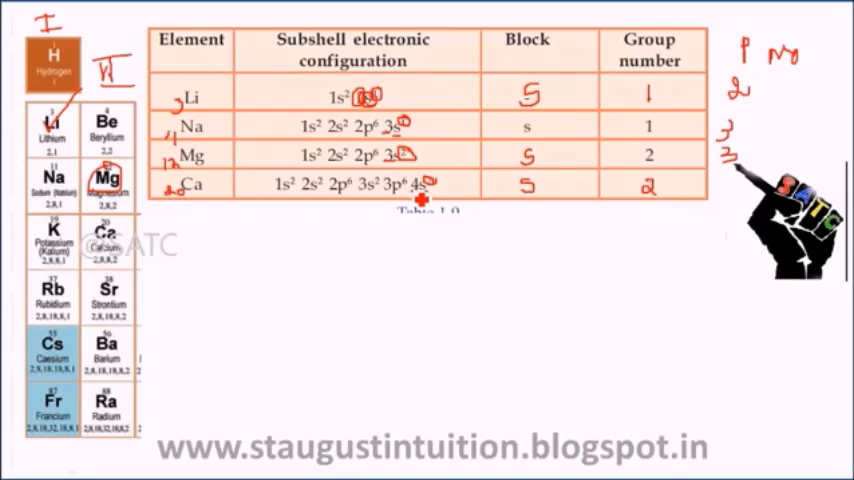 I
II
H
Hydrogen
1
3
Li
Lithium
2,1
4
Be
Beryllium
2,2
11
Na
Sodium (Natrium)
2,8,1
Mg
Magnesium
2,8,2
19
K
Potassium
(Kalium)
2,8,8,1
20
Ca
Calcium
2,8,8,2
37
Rb
Rubidium
2,8,18,8,1
38
Sr
Strontium
2,8,18,8,2
55
Cs
Caesium
2,8,18,18,8,1
56
Ba
Barium
2,8,18,18,8,2
87
Fr
Francium
2,8,18,32,18,8,1
88
Ra
Radium
2,8,18,32,18,8,2
Element Subshell electronic configuration Block Group number
3 Li 1s² s 1
Na 1s² 2s² 2p⁶ 3s¹ s 1
12 Mg 1s² 2s² 2p⁶ 3s² s 2
20 Ca 1s² 2s² 2p⁶ 3s² 3p⁶ 4s² s 2
Table 1.9
P No
2
3
3
SATC
@SATC
www.staugustintuition.blogspot.in